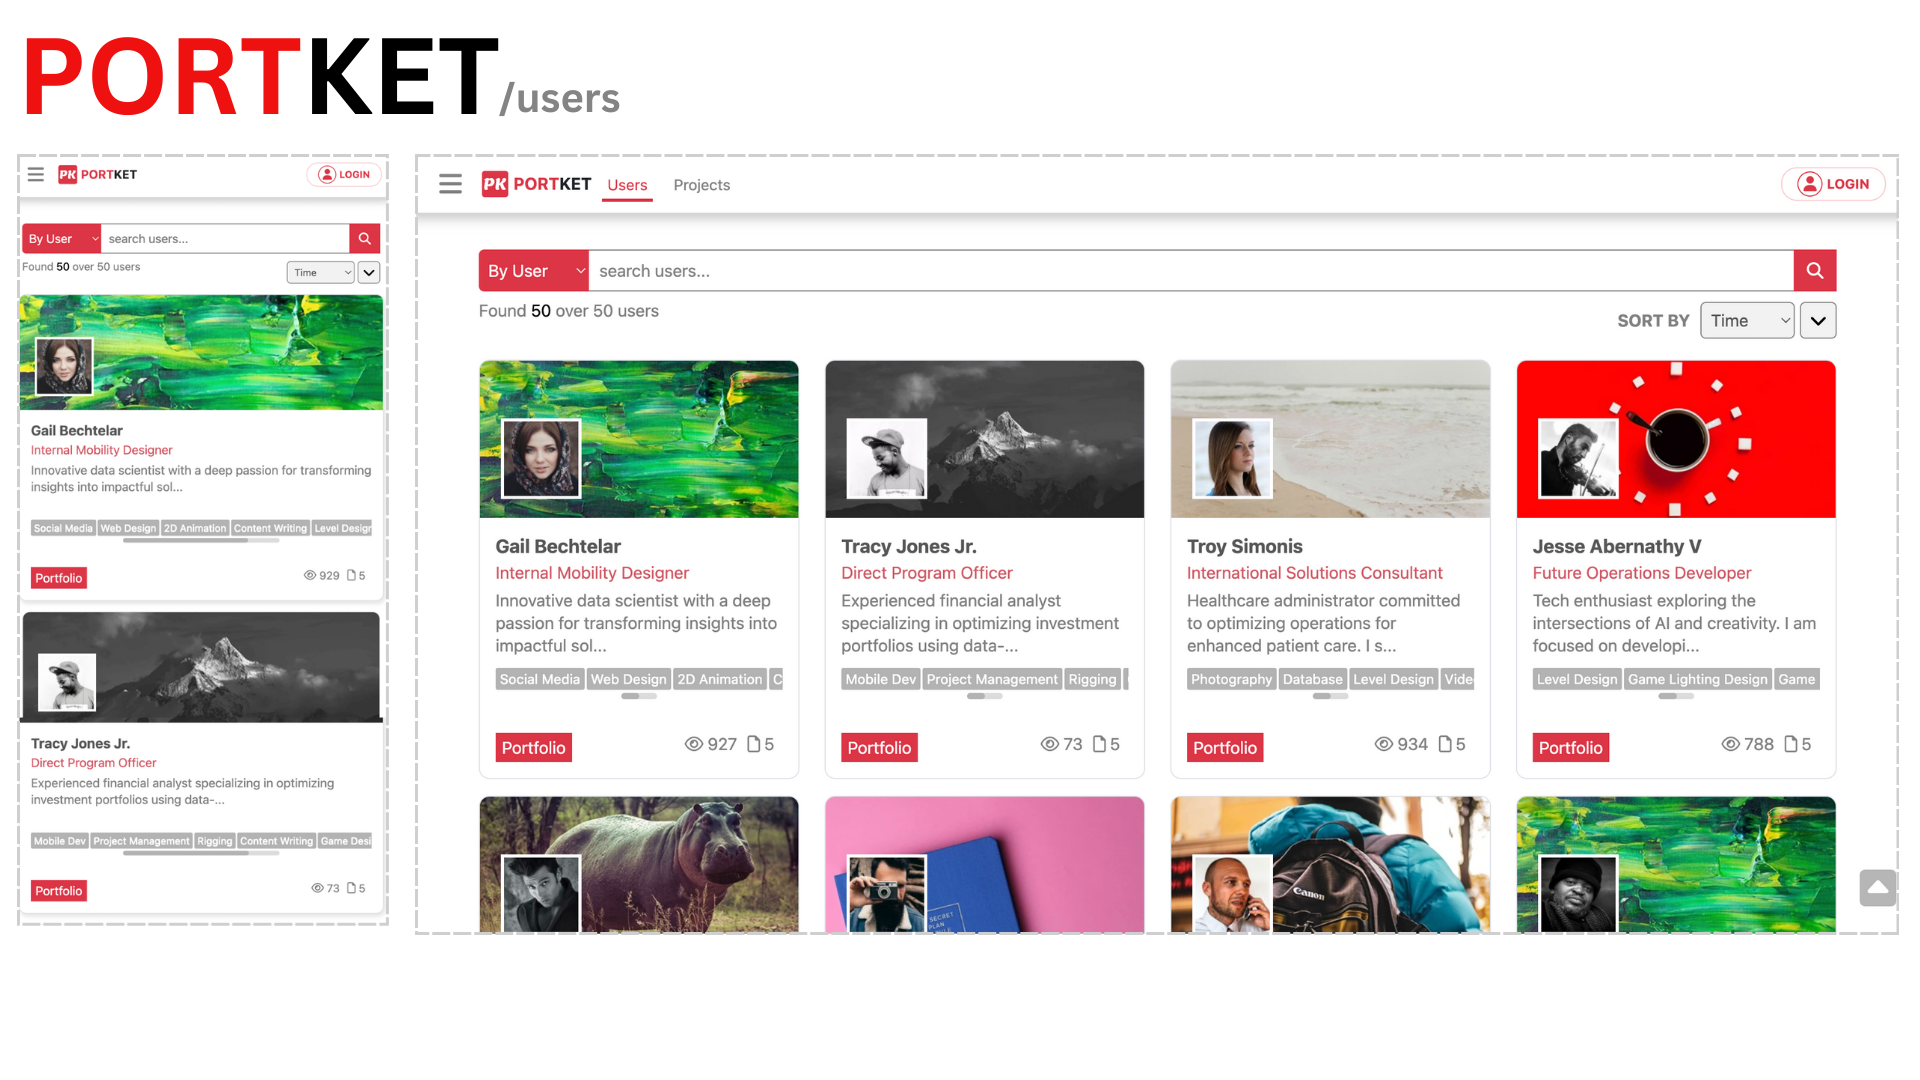 PORTKET/users
PK PORTKET
LOGIN
By User
search users...
Found 50 over 50 users
Time
Gail Bechtelar
Internal Mobility Designer
Innovative data scientist with a deep passion for transforming
insights into impactful sol...
Social Media Web Design 2D Animation Content Writing Level Design
Portfolio
929 5
Tracy Jones Jr.
Direct Program Officer
Experienced financial analyst specializing in optimizing
investment portfolios using data-...
Mobile Dev Project Management Rigging Content Writing Game Desi
Portfolio
73 5
PK PORTKET Users Projects
LOGIN
By User
search users...
Found 50 over 50 users
SORT BY Time
Gail Bechtelar
Internal Mobility Designer
Innovative data scientist with a deep
passion for transforming insights into
impactful sol...
Social Media Web Design 2D Animation C
Portfolio
927 5
Tracy Jones Jr.
Direct Program Officer
Experienced financial analyst
specializing in optimizing investment
portfolios using data-...
Mobile Dev Project Management Rigging
Portfolio
73 5
Troy Simonis
International Solutions Consultant
Healthcare administrator committed
to optimizing operations for
enhanced patient care. I s...
Photography Database Level Design Vide
Portfolio
934 5
Jesse Abernathy V
Future Operations Developer
Tech enthusiast exploring the
intersections of AI and creativity. I am
focused on developi...
Level Design Game Lighting Design Game
Portfolio
788 5
SECRET
PLAN
Canon